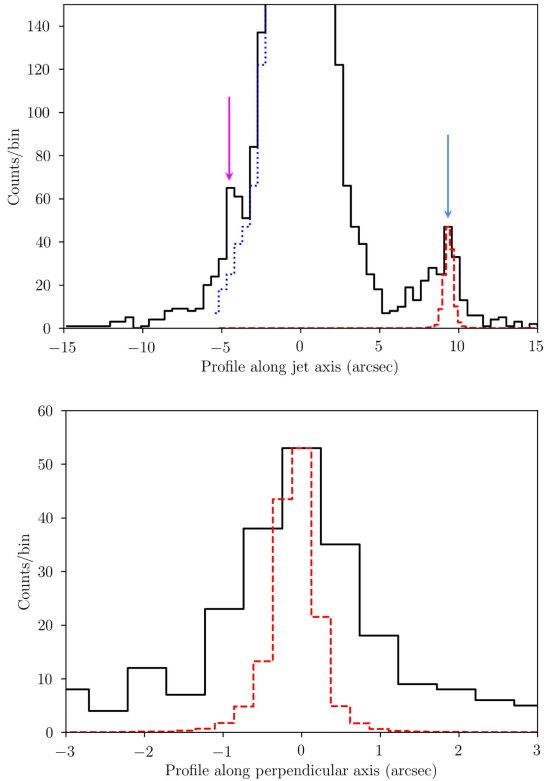 140
120
100
80
60
40
20
0
Counts/bin
−15 −10 −5 0 5 10 15
Profile along jet axis (arcsec)
60
50
40
30
20
10
0
Counts/bin
−3 −2 −1 0 1 2 3
Profile along perpendicular axis (arcsec)